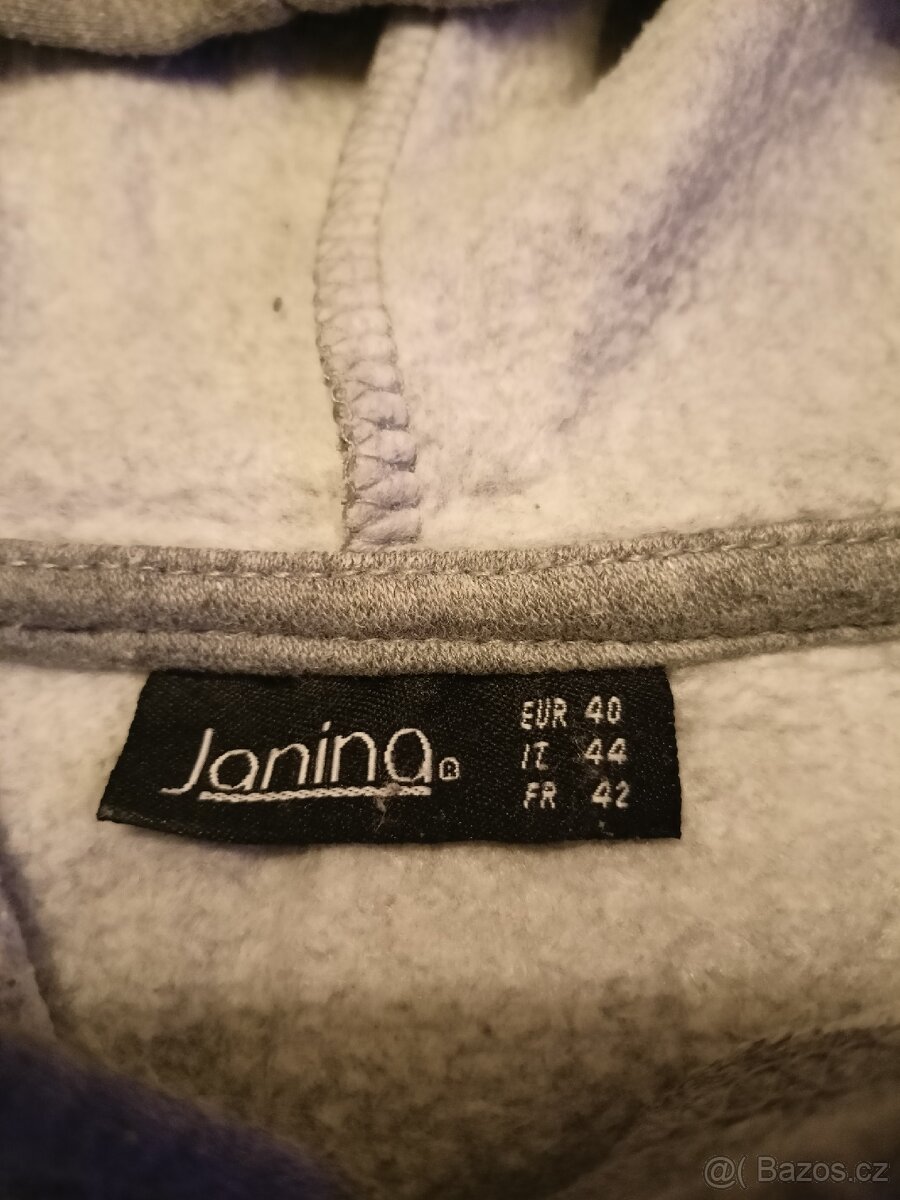 Janina®
EUR 40
IT 44
FR 42
@( Bazos.cz